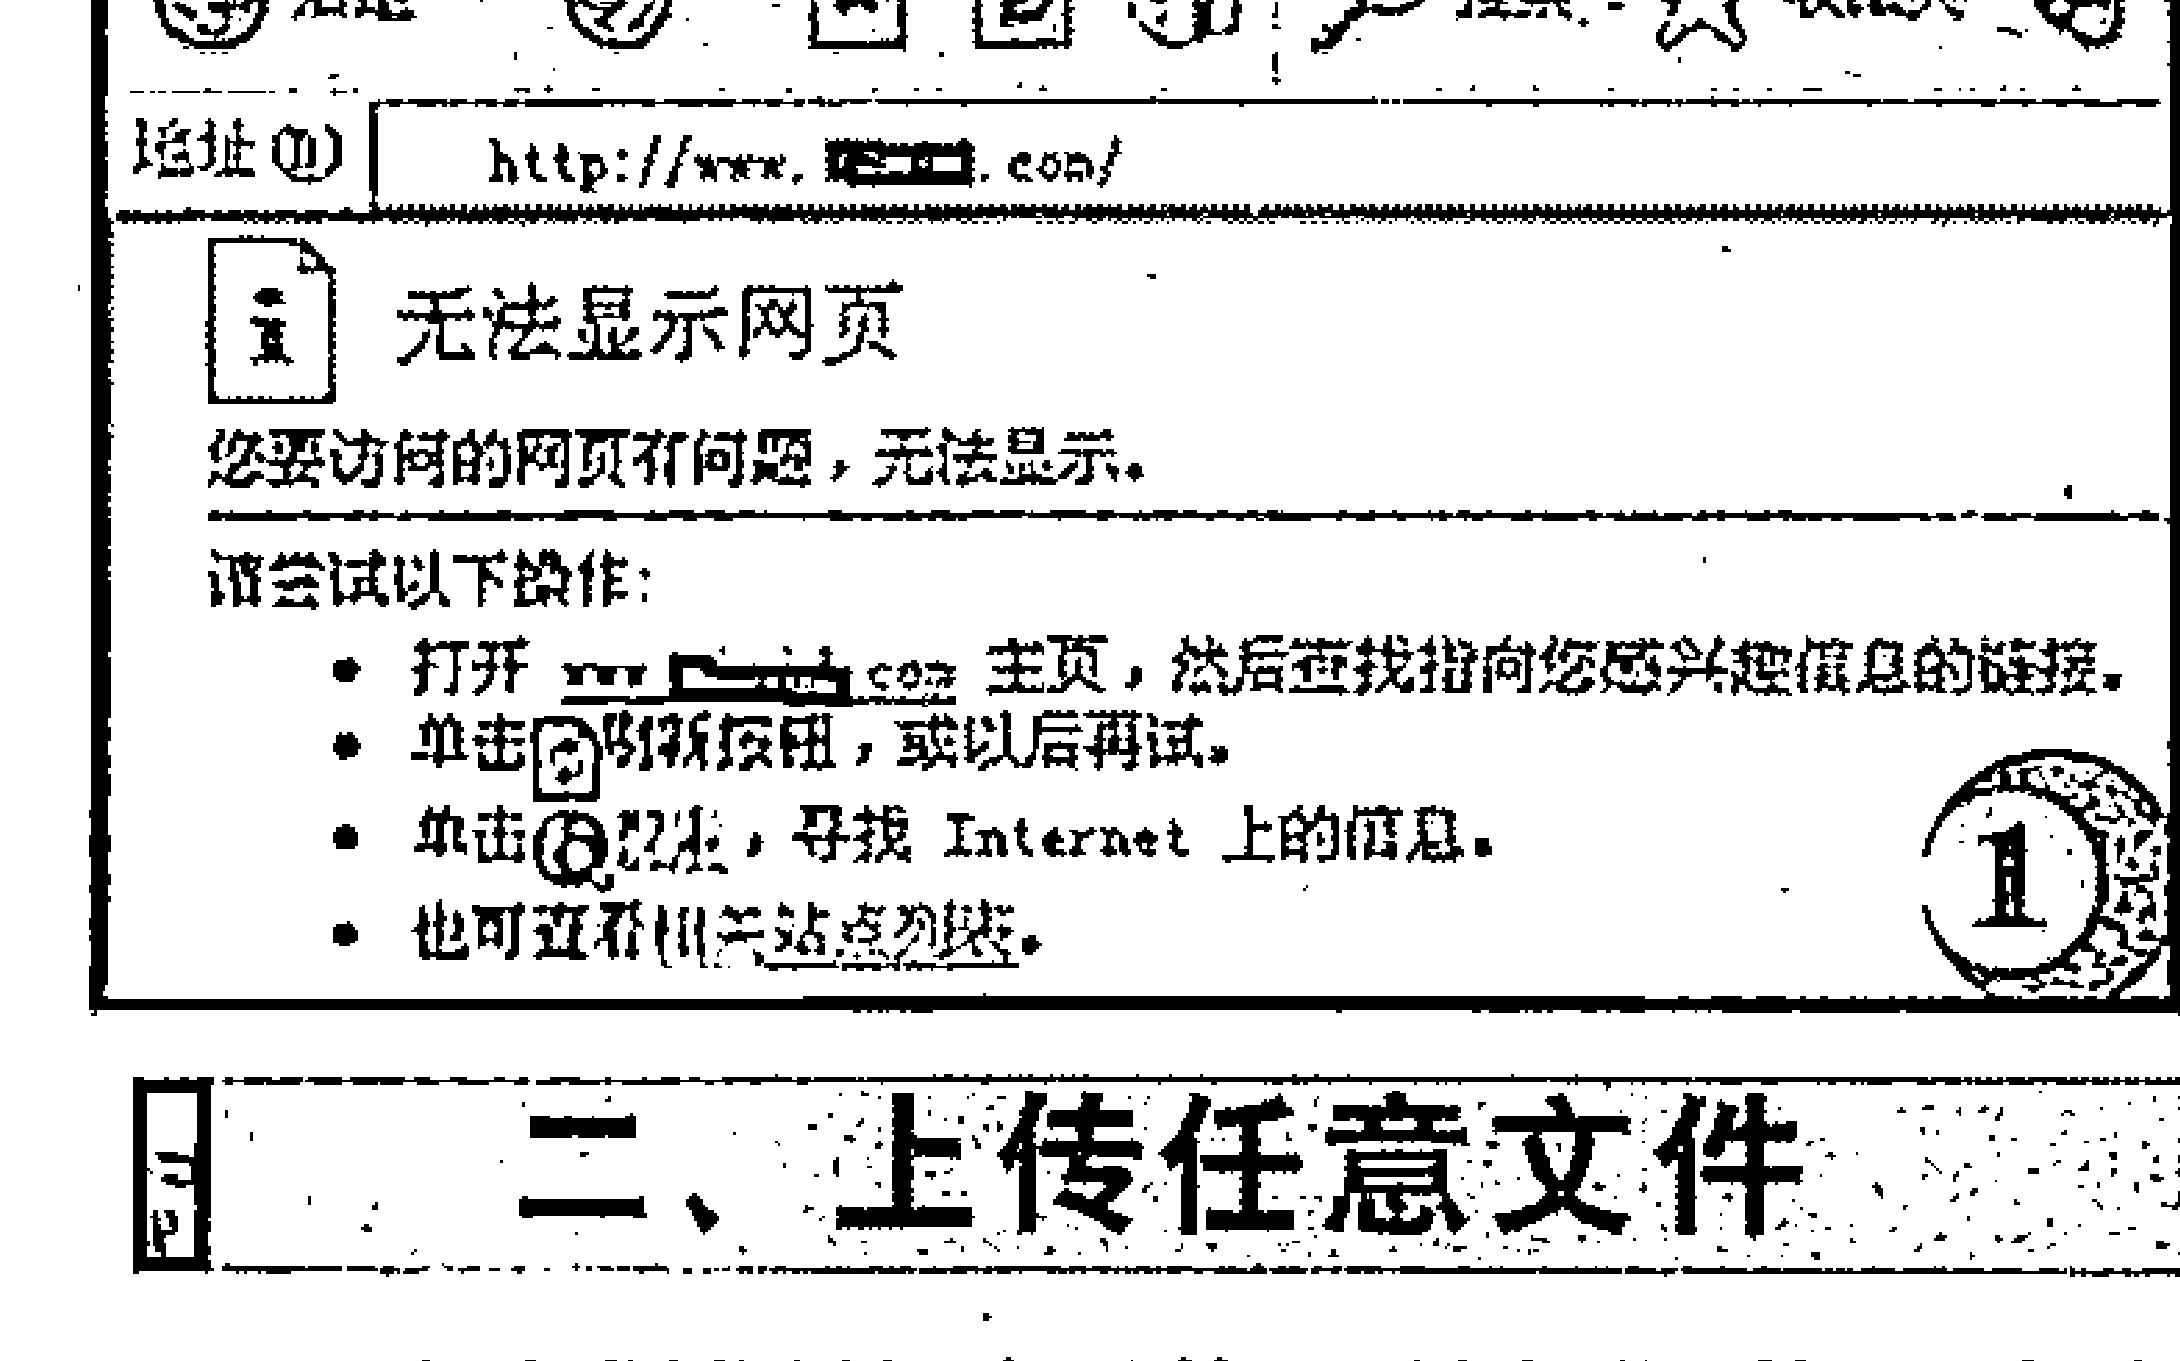 地址(D)
http://www. .com/
无法显示网页
您要访问的网页有问题，无法显示。
请尝试以下操作:
• 打开 www .com 主页，然后查找指向您感兴趣信息的链接。
• 单击 刷新按钮，或以后再试。
• 单击 搜索，寻找 Internet 上的信息。
• 也可查看相关站点列表。
1
二、上传任意文件